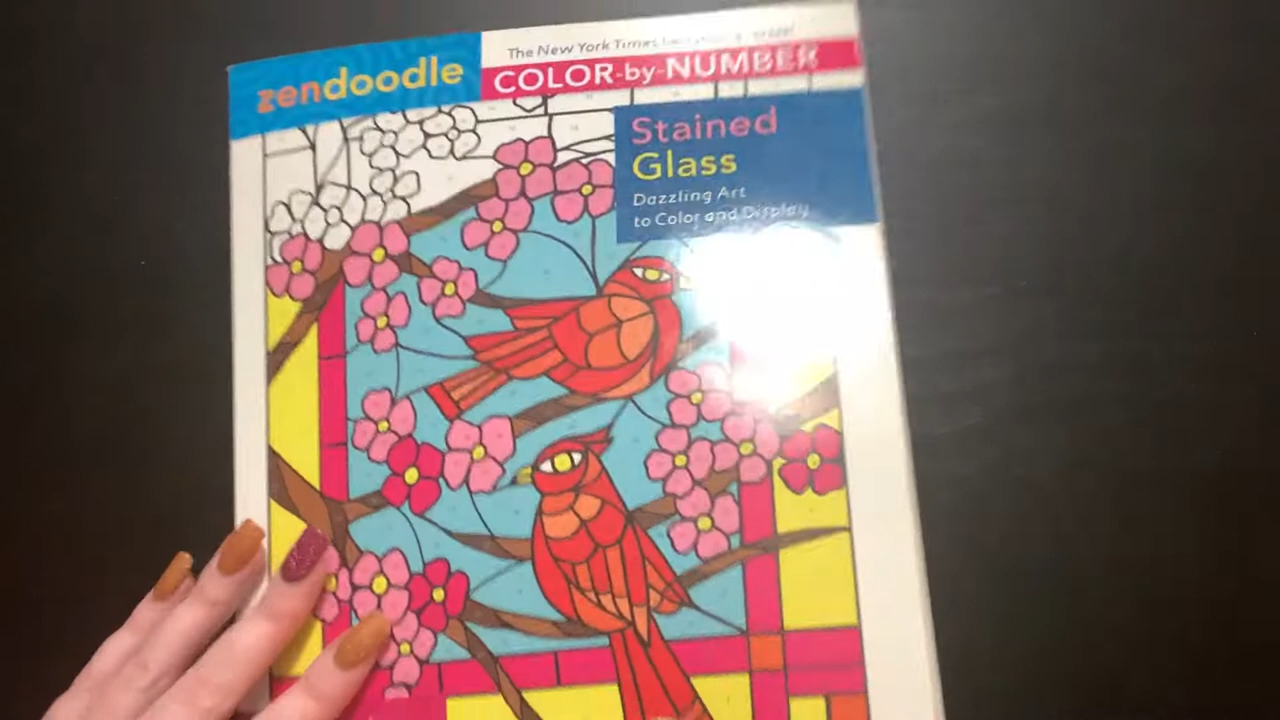 zendoodle
The New York Times
COLOR-by-NUMBER
Stained
Glass
Dazzling Art
to Color and Display